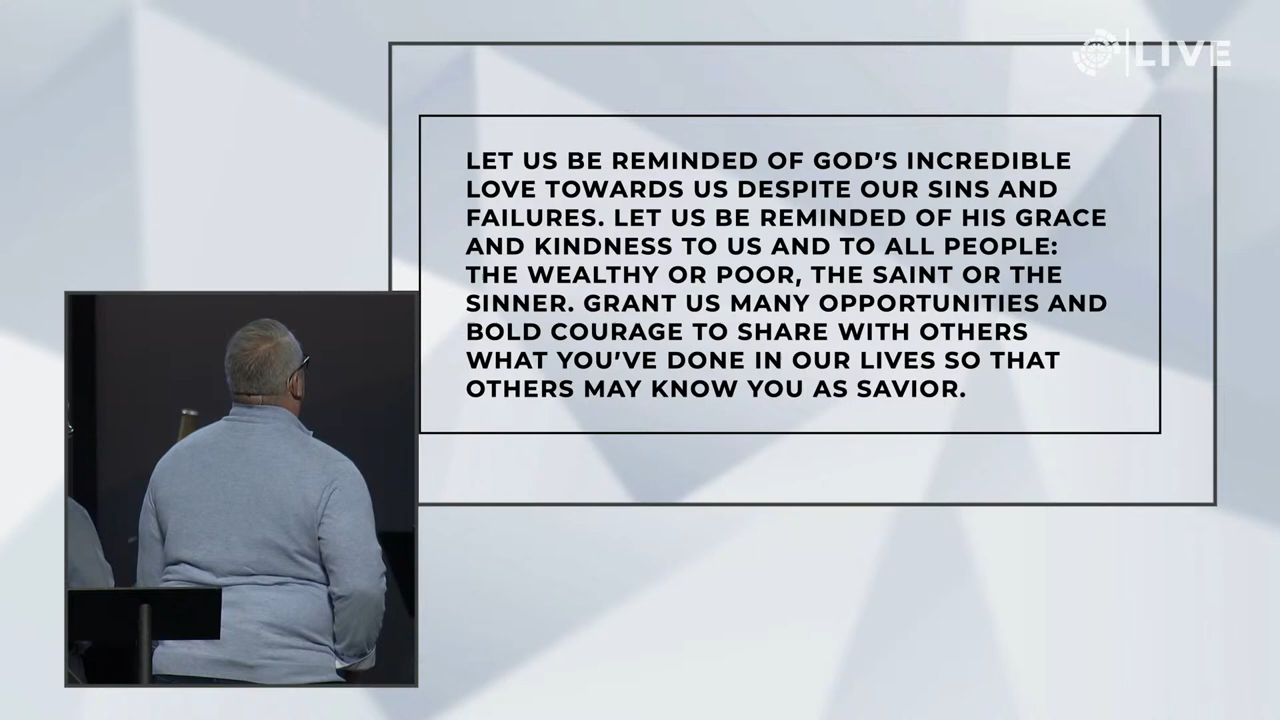 LIVE
LET US BE REMINDED OF GOD'S INCREDIBLE
LOVE TOWARDS US DESPITE OUR SINS AND
FAILURES. LET US BE REMINDED OF HIS GRACE
AND KINDNESS TO US AND TO ALL PEOPLE:
THE WEALTHY OR POOR, THE SAINT OR THE
SINNER. GRANT US MANY OPPORTUNITIES AND
BOLD COURAGE TO SHARE WITH OTHERS
WHAT YOU'VE DONE IN OUR LIVES SO THAT
OTHERS MAY KNOW YOU AS SAVIOR.